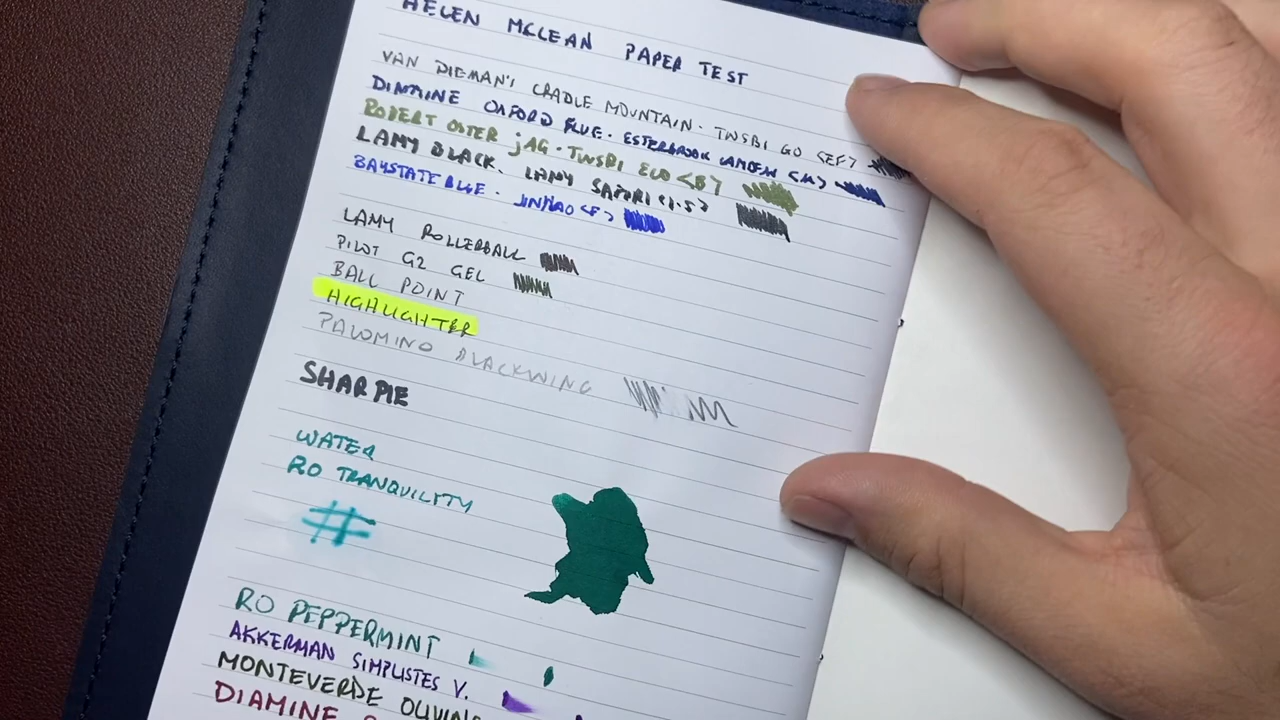 HELEN MCLEAN PAPER TEST
VAN DIEMAN'S CRADLE MOUNTAIN. TWSBI GO <EF>
DIAMINE OXFORD BLUE. ESTERBROOK CAMDEN <M>
ROBERT OSTER JAG. TWSBI ECO <B>
LAMY BLACK. LAMY SAFARI <1.5>
BAYSTATE BLUE. JINHAO <F>
LAMY ROLLERBALL
PILOT G2 GEL
BALL POINT
HIGHLIGHTER
PALOMINO BLACKWING
SHARPIE
WATER
RO TRANQUILITY
#
RO PEPPERMINT
AKKERMAN SIMPLISTES V.
MONTEVERDE
DIAMINE